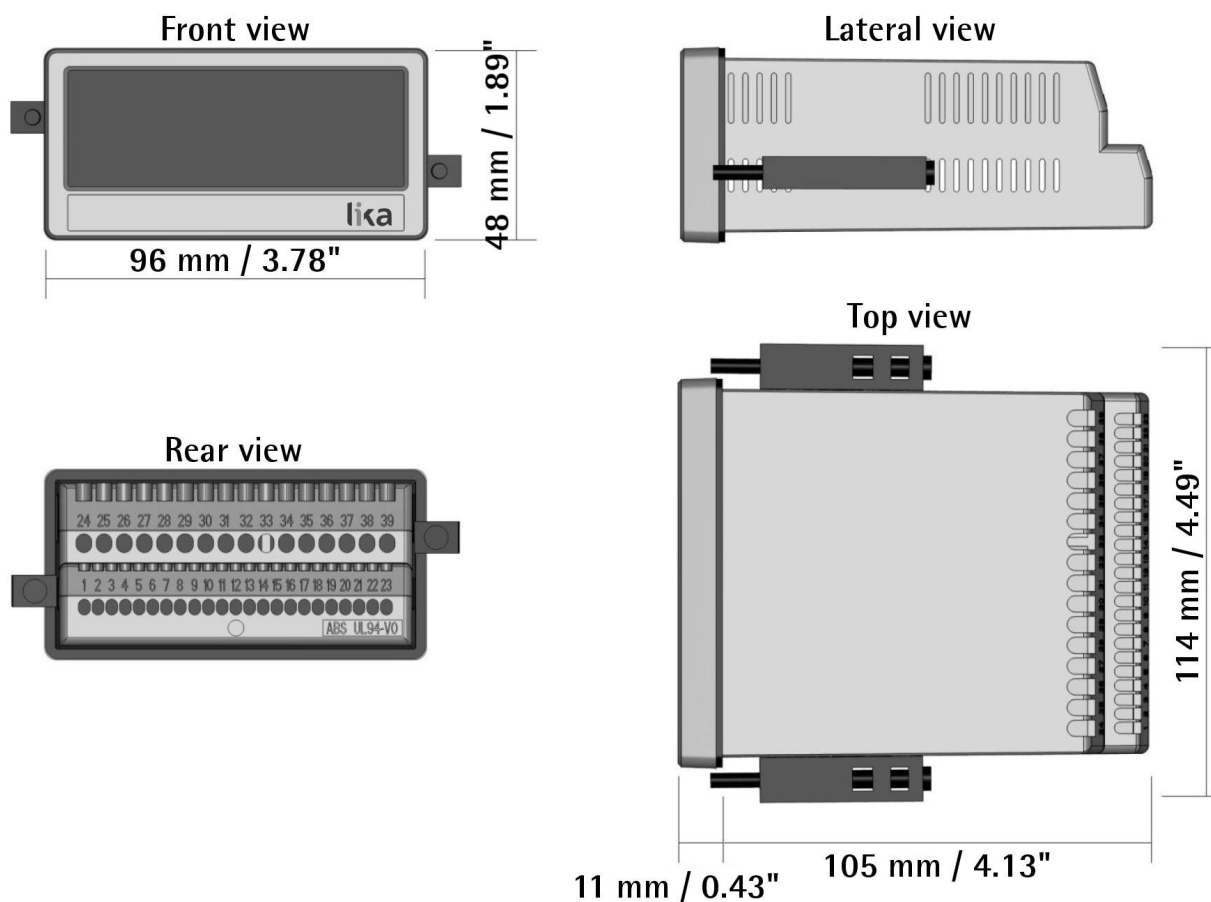 Front view
48 mm / 1.89"
lika
96 mm / 3.78"
Lateral view
Top view
114 mm / 4.49"
105 mm / 4.13"
11 mm / 0.43"
Rear view
24 25 26 27 28 29 30 31 32 33 34 35 36 37 38 39
1 2 3 4 5 6 7 8 9 10 11 12 13 14 15 16 17 18 19 20 21 22 23
ABS UL94-V0